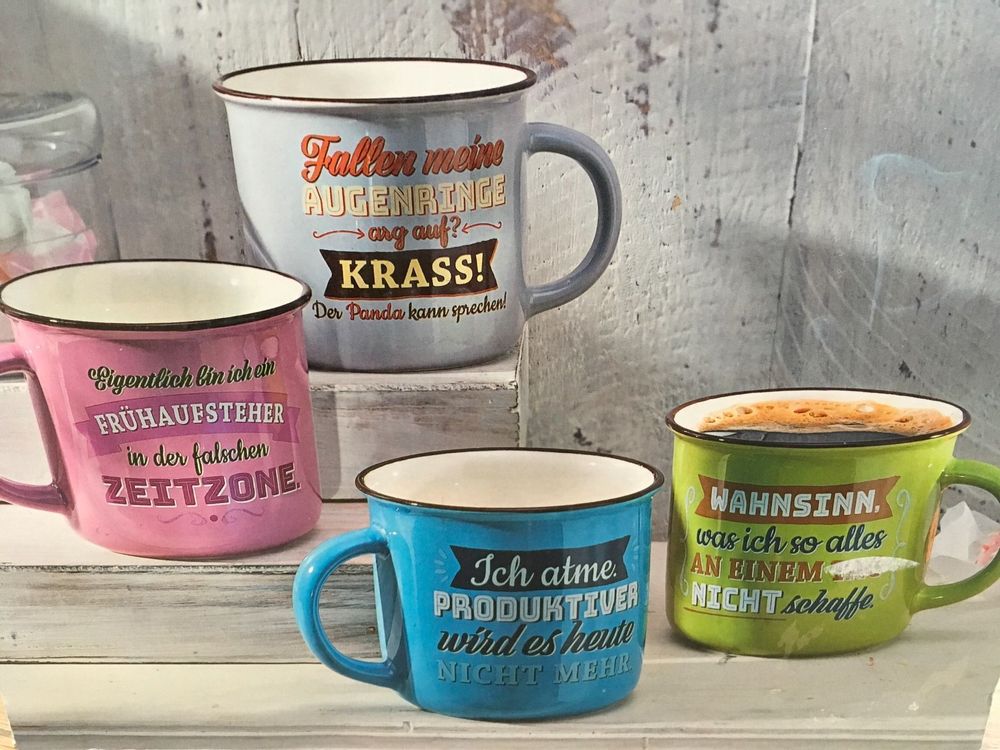 Fallen meine
AUGENRINGE
arg auf?
KRASS!
Der Panda kann sprechen!
Eigentlich bin ich ein
FRÜHAUFSTEHER
in der falschen
ZEITZONE.
Ich atme.
PRODUKTIVER
wird es heute
NICHT MEHR.
WAHNSINN,
was ich so alles
AN EINEM
NICHT schaffe.